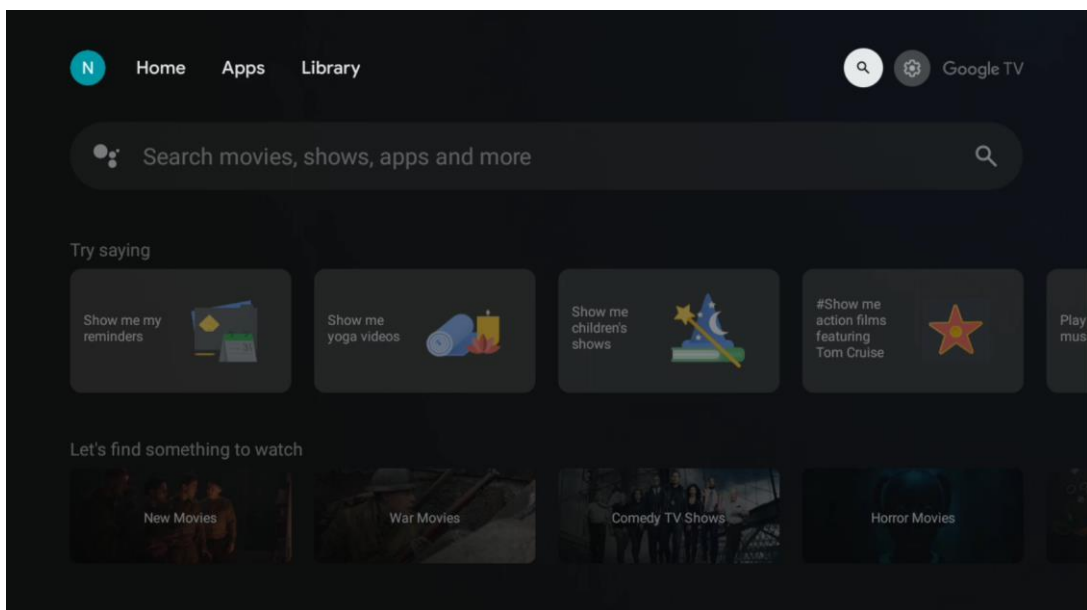 N Home Apps Library Google TV
Search movies, shows, apps and more
Try saying
Show me my
reminders
Show me
yoga videos
Show me
children's
shows
#Show me
action films
featuring
Tom Cruise
Play
mus
Let's find something to watch
New Movies
War Movies
Comedy TV Shows
Horror Movies